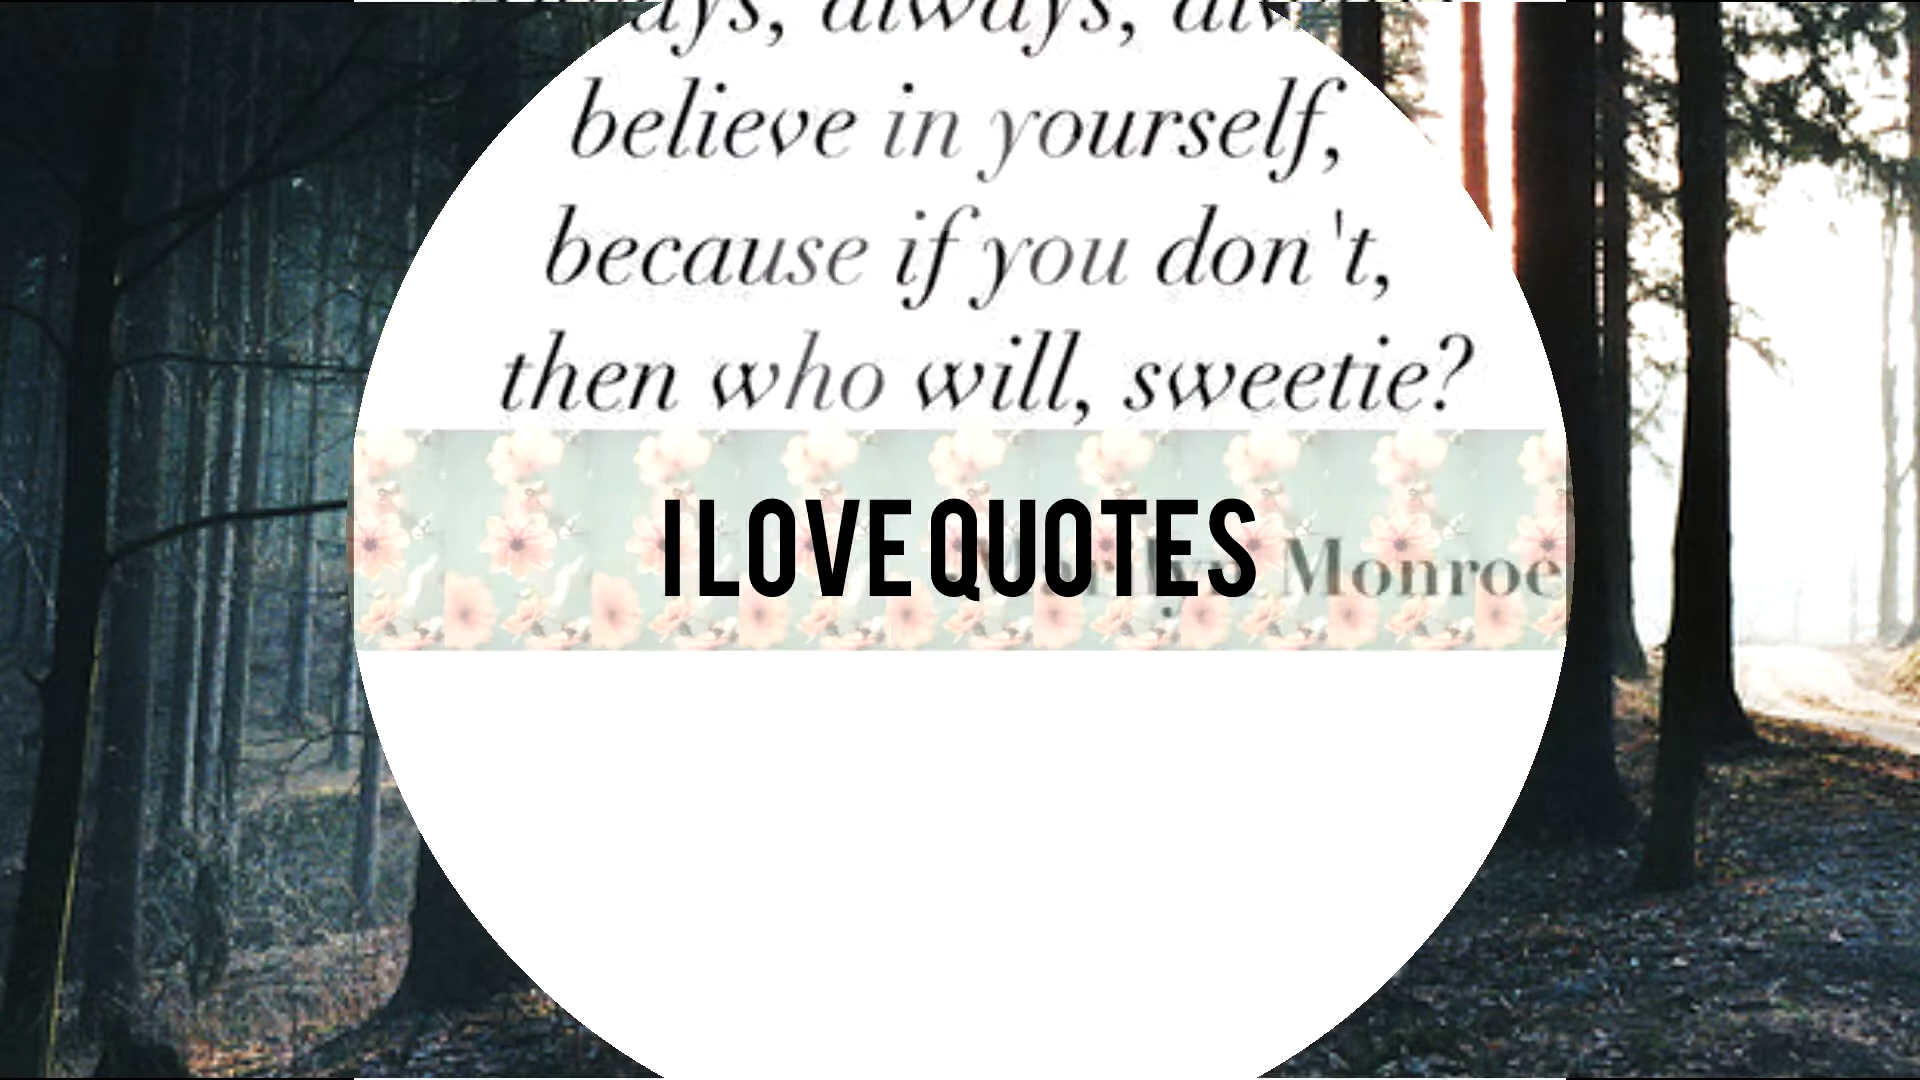 believe in yourself,
because if you don't,
then who will, sweetie?
I LOVE QUOTES
Monroe